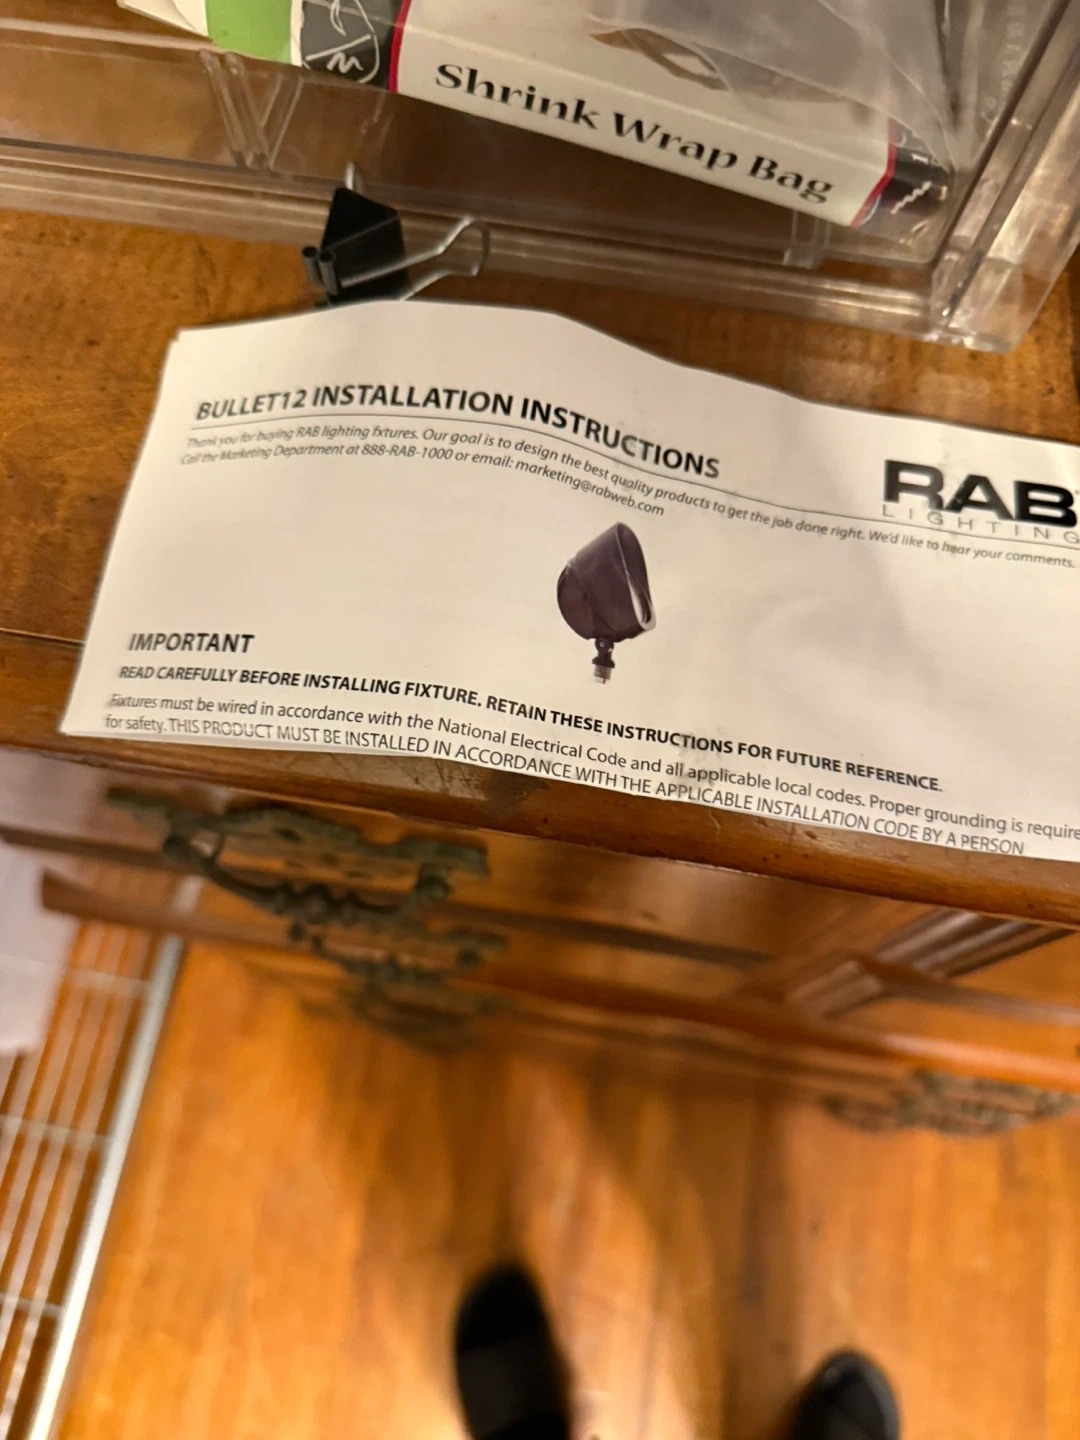 Shrink Wrap Bag
BULLET12 INSTALLATION INSTRUCTIONS
RAB
LIGHTING
Thank you for buying RAB lighting fixtures. Our goal is to design the best quality products to get the job done right. We'd like to hear your comments.
Call the Marketing Department at 888-RAB-1000 or email: marketing@rabweb.com
IMPORTANT
READ CAREFULLY BEFORE INSTALLING FIXTURE. RETAIN THESE INSTRUCTIONS FOR FUTURE REFERENCE.
Fixtures must be wired in accordance with the National Electrical Code and all applicable local codes. Proper grounding is require
for safety. THIS PRODUCT MUST BE INSTALLED IN ACCORDANCE WITH THE APPLICABLE INSTALLATION CODE BY A PERSON